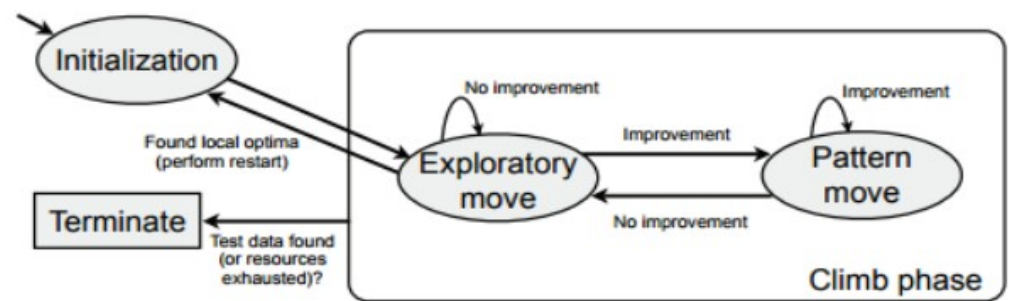 Initialization
No improvement
Improvement
Found local optima
(perform restart)
Improvement
Exploratory
move
Pattern
move
Terminate
No improvement
Test data found
(or resources
exhausted)?
Climb phase